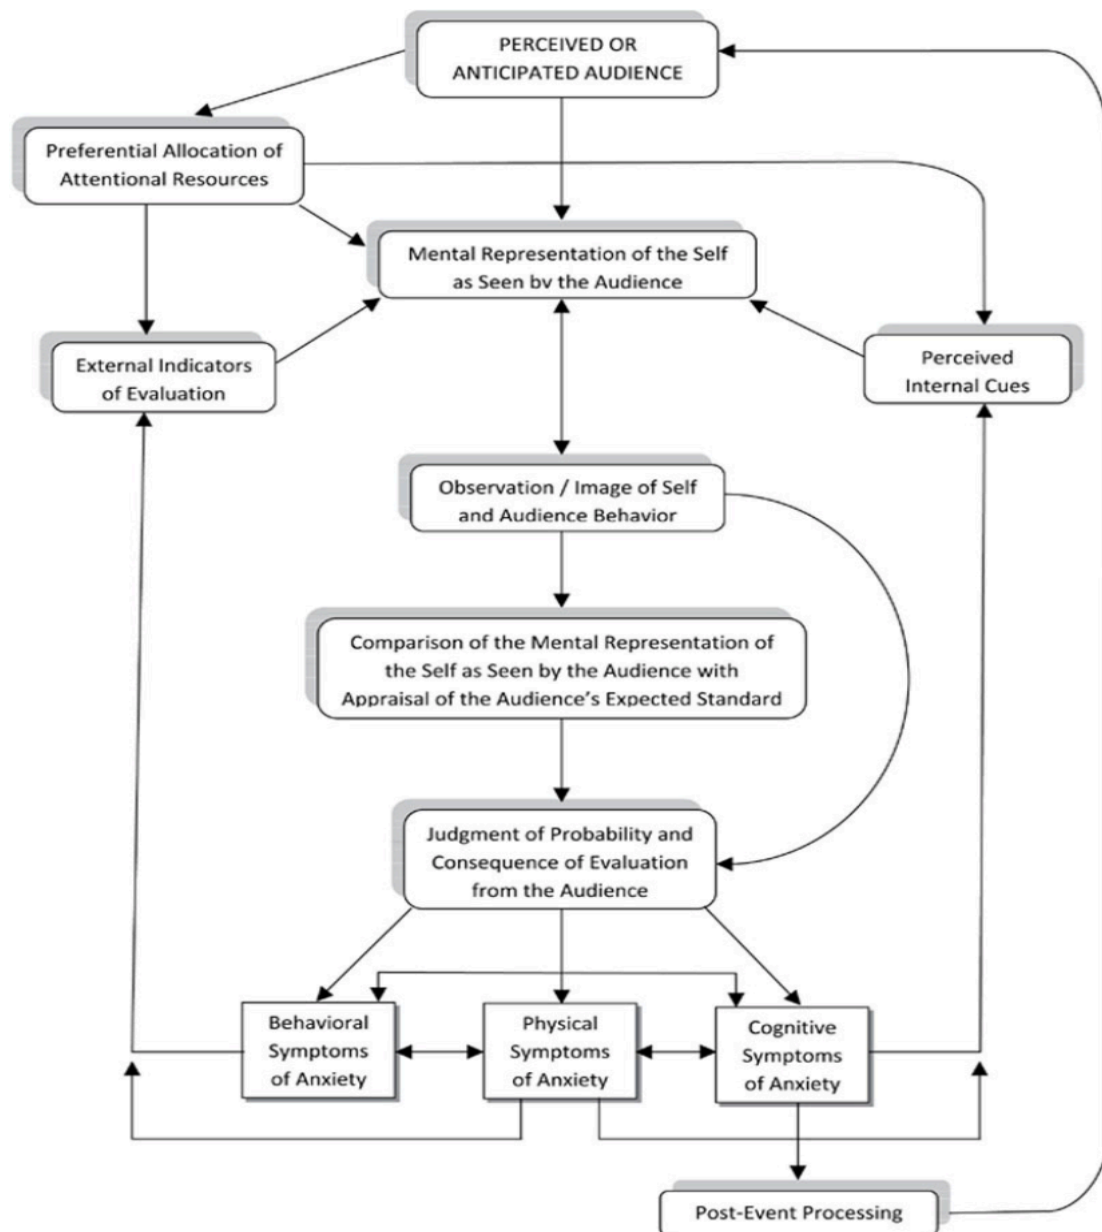 PERCEIVED OR
ANTICIPATED AUDIENCE
Preferential Allocation of
Attentional Resources
Mental Representation of the Self
as Seen by the Audience
External Indicators
of Evaluation
Perceived
Internal Cues
Observation / Image of Self
and Audience Behavior
Comparison of the Mental Representation of
the Self as Seen by the Audience with
Appraisal of the Audience's Expected Standard
Judgment of Probability and
Consequence of Evaluation
from the Audience
Behavioral
Symptoms
of Anxiety
Physical
Symptoms
of Anxiety
Cognitive
Symptoms
of Anxiety
Post-Event Processing